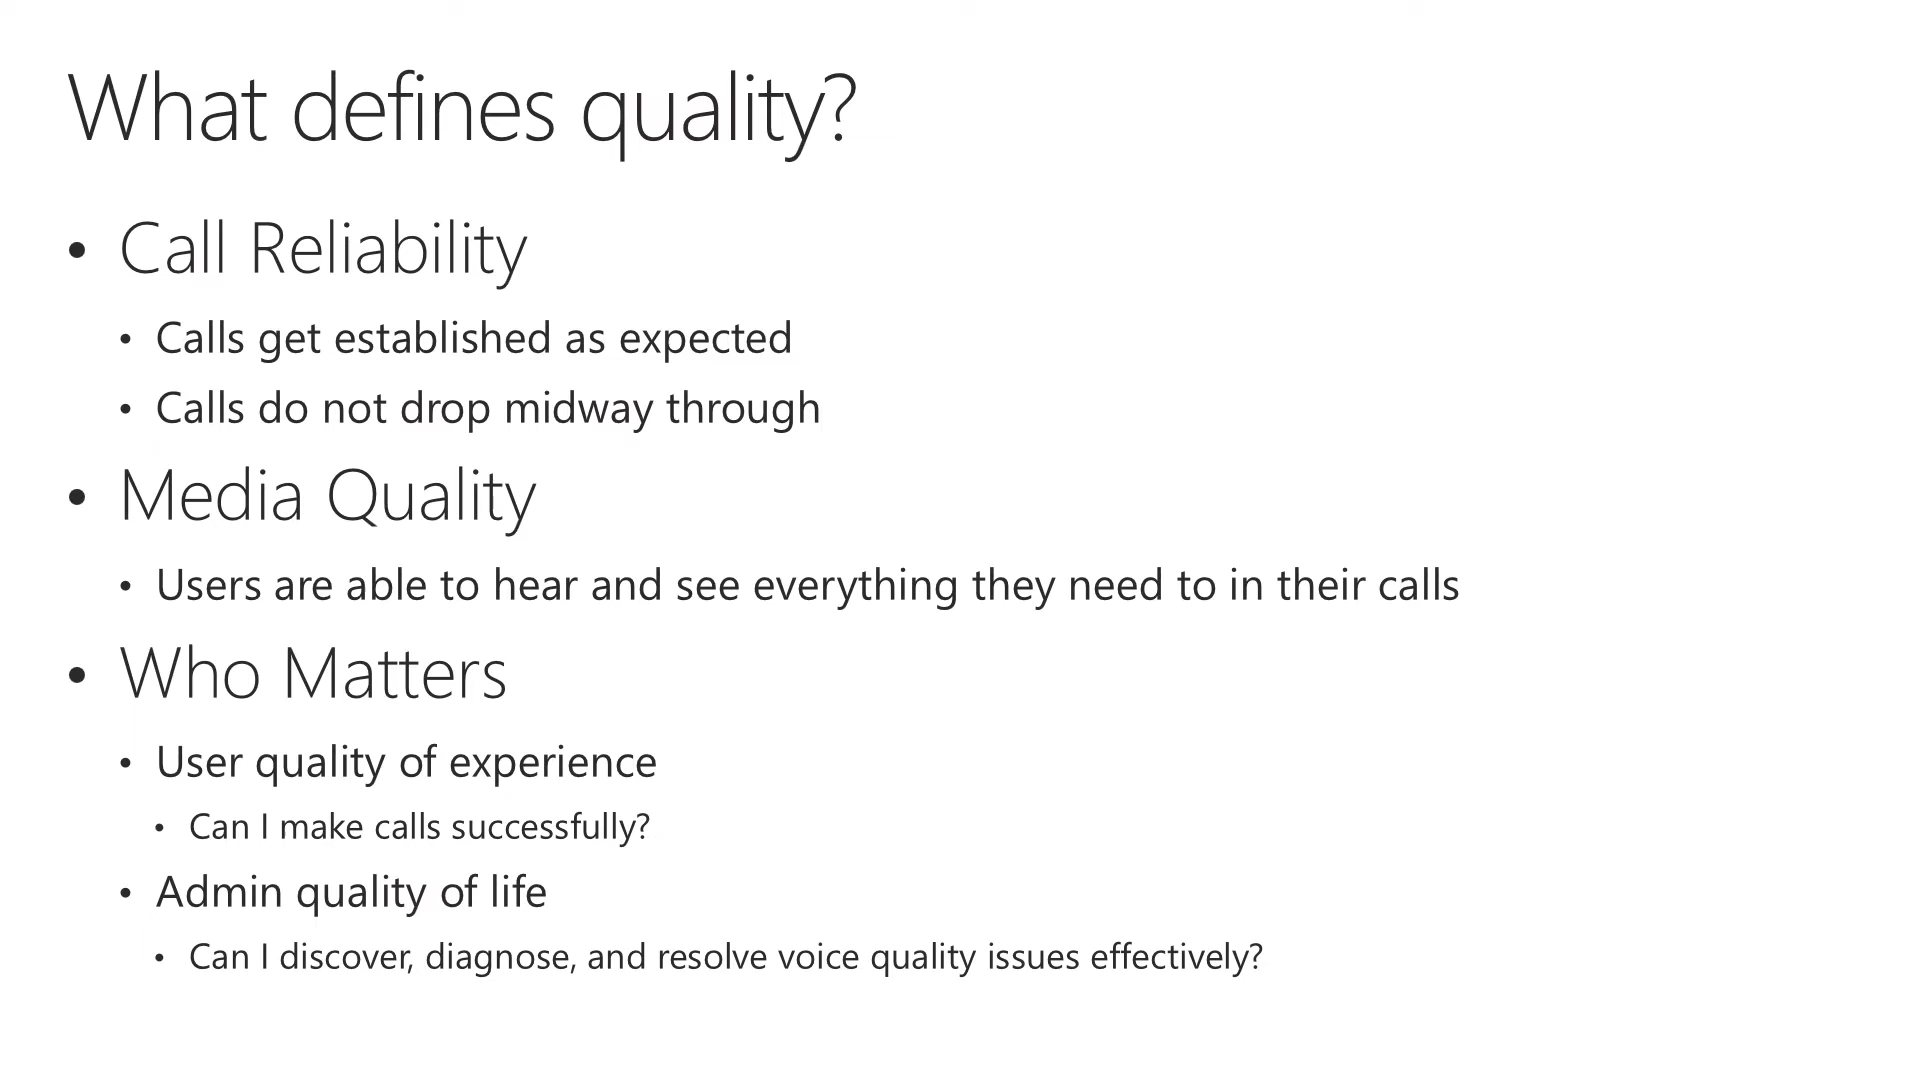 What defines quality?
• Call Reliability
• Calls get established as expected
• Calls do not drop midway through
• Media Quality
• Users are able to hear and see everything they need to in their calls
• Who Matters
• User quality of experience
• Can I make calls successfully?
• Admin quality of life
• Can I discover, diagnose, and resolve voice quality issues effectively?